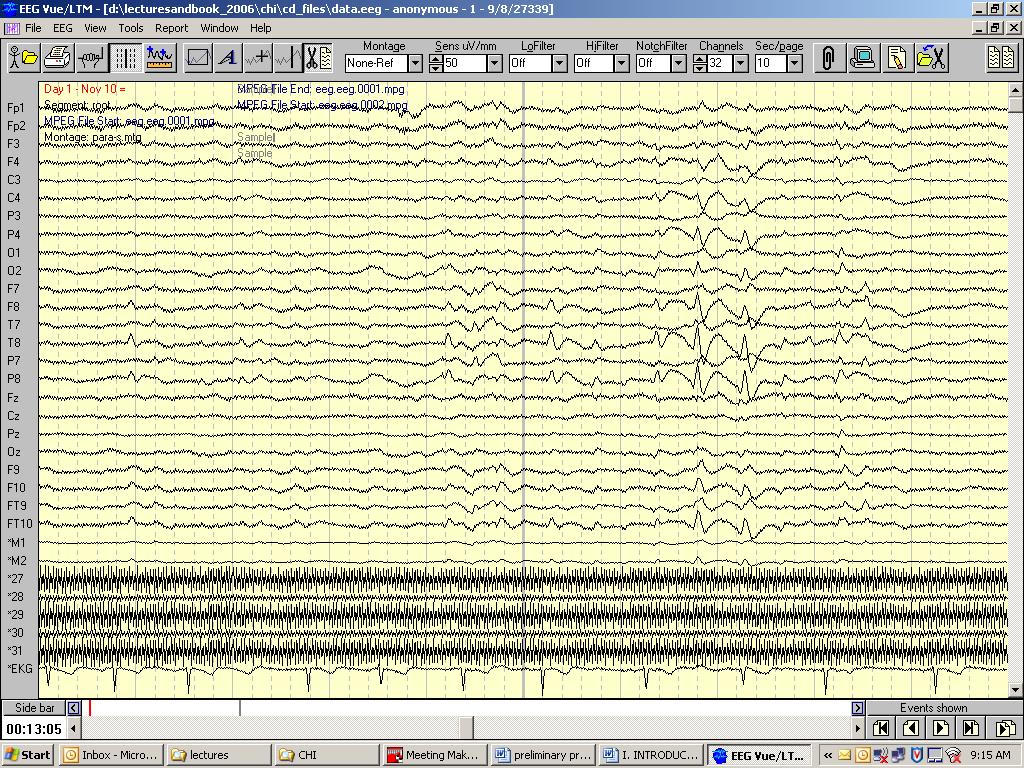 EEG Vue/LTM - [d:\lecturesandbook_2006\chi\cd_files\data.eeg - anonymous - 1 - 9/8/27339]
File EEG View Tools Report Window Help
Montage Sens uV/mm LoFilter HiFilter NotchFilter Channels Sec/page
None-Ref 50 Off Off Off 32 10
Day 1 - Nov 10 =
MPEG File End: eeg.eeg.0001.mpg
Segment: root
MPEG File Start: eeg.eeg.0002.mpg
MPEG File Start: eeg.eeg.0001.mpg
Montage: para-s.mtg
Sample
Sample
Fp1
Fp2
F3
F4
C3
C4
P3
P4
O1
O2
F7
F8
T7
T8
P7
P8
Fz
Cz
Pz
Oz
F9
F10
FT9
FT10
*M1
*M2
*27
*28
*29
*30
*31
*EKG
Side bar Events shown
00:13:05
Start Inbox - Micro... lectures CHI Meeting Mak... preliminary pr... I. INTRODUC... EEG Vue/LT... « 9:15 AM